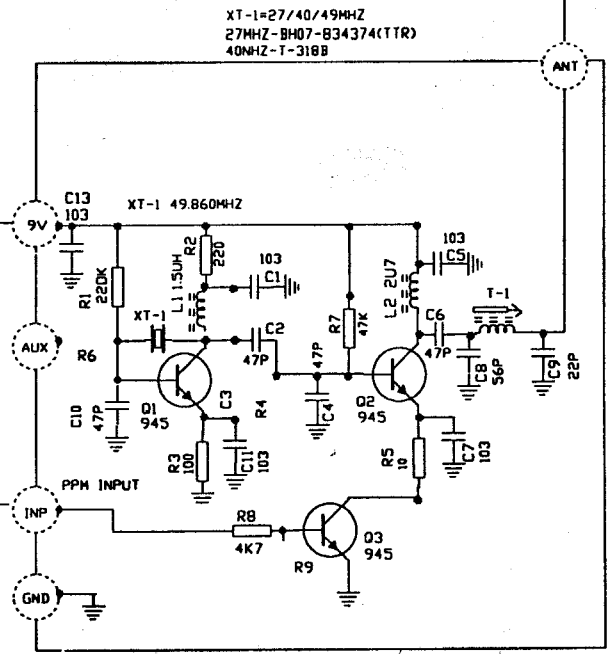 XT-1=27/40/49MHZ
27MHZ-BH07-834374(TTR)
40NHZ-T-318B
ANT
C13
103
XT-1 49.860MHZ
9V
R2
220
103
C1
103
C5
R1
220K
L1 1.5UH
L2 2U7
T-1
XT-1
C2
47P
R7
47K
C6
47P
AUX
R6
47P
C4
C8
56P
C9
22P
C10
47P
Q1
945
C3
R4
Q2
945
R3
100
C11
103
R5
10
C7
103
PPM INPUT
INP
R8
4K7
Q3
945
R9
GND